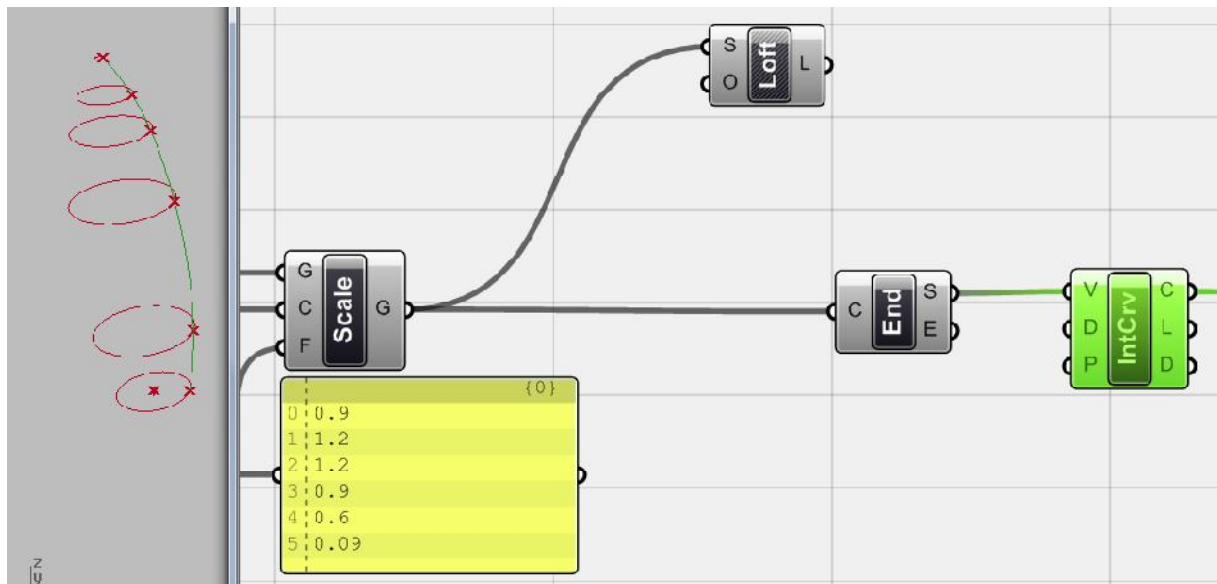 S
O
Loft
L
G
C
F
Scale
G
C
End
S
E
V
D
P
IntCrv
C
L
D
{0}
0 0.9
1 1.2
2 1.2
3 0.9
4 0.6
5 0.09
z
y